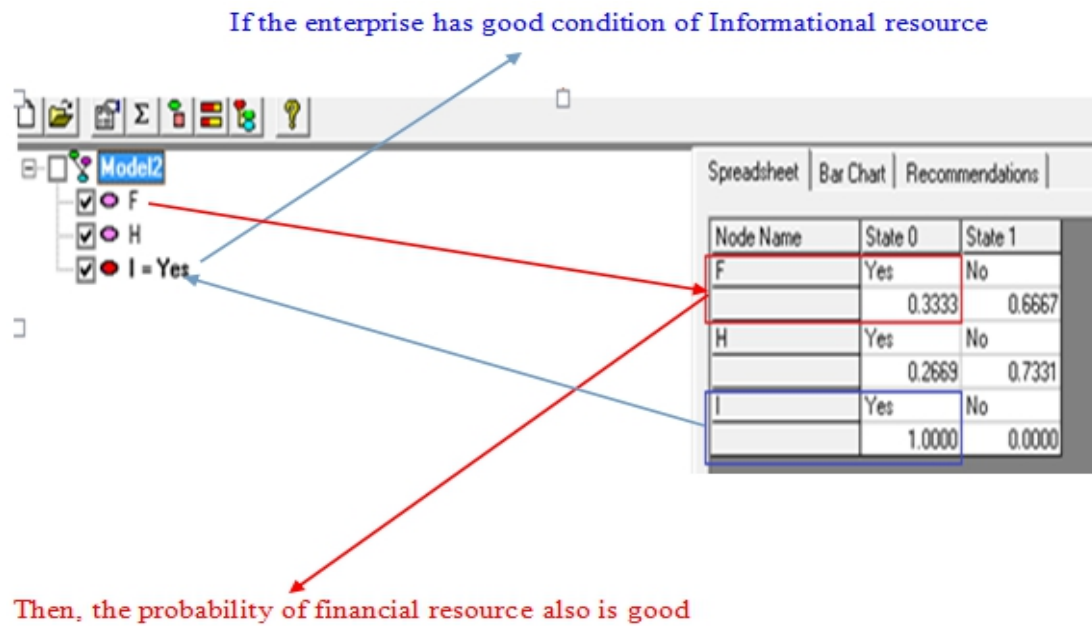 If the enterprise has good condition of Informational resource
Σ ?
Model2
F
H
I = Yes
Spreadsheet Bar Chart Recommendations
Node Name State 0 State 1
F Yes No
0.3333 0.6667
H Yes No
0.2669 0.7331
I Yes No
1.0000 0.0000
Then, the probability of financial resource also is good